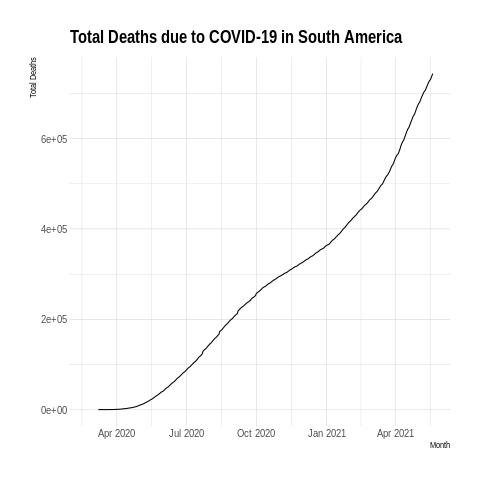 Total Deaths due to COVID-19 in South America
Total Deaths
6e+05
4e+05
2e+05
0e+00
Apr 2020 Jul 2020 Oct 2020 Jan 2021 Apr 2021
Month